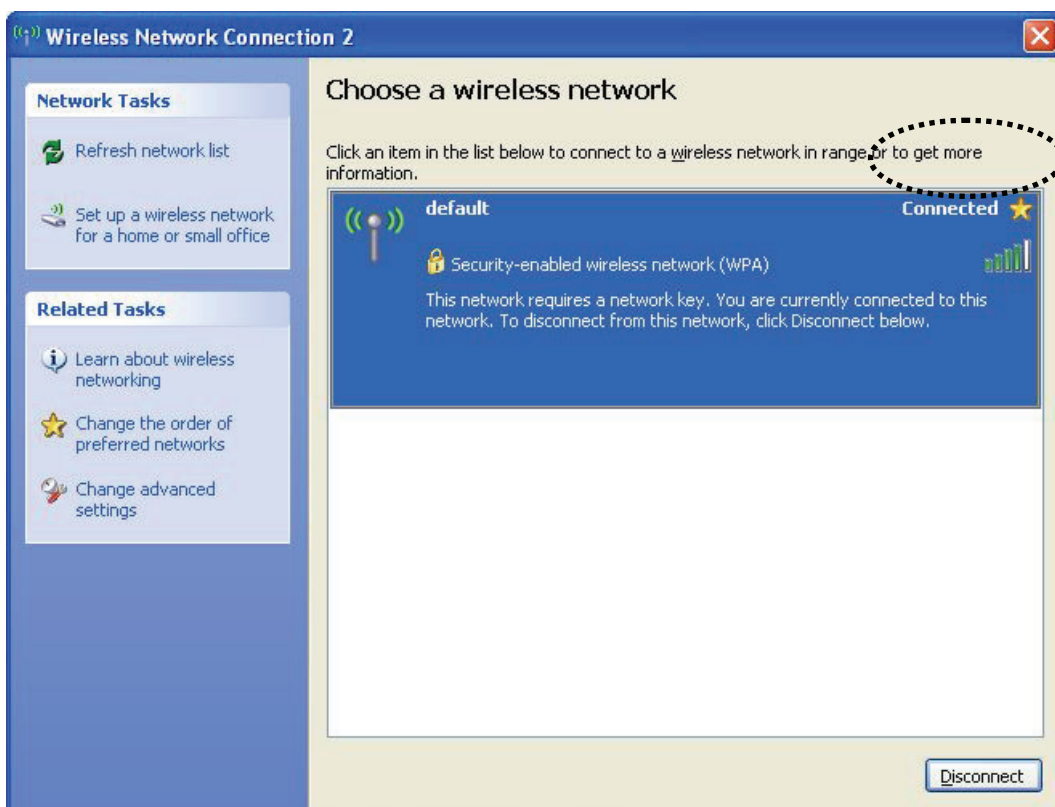 Wireless Network Connection 2
Network Tasks
Refresh network list
Set up a wireless network
for a home or small office
Related Tasks
Learn about wireless
networking
Change the order of
preferred networks
Change advanced
settings
Choose a wireless network
Click an item in the list below to connect to a wireless network in range or to get more
information.
default
Connected
Security-enabled wireless network (WPA)
This network requires a network key. You are currently connected to this
network. To disconnect from this network, click Disconnect below.
Disconnect